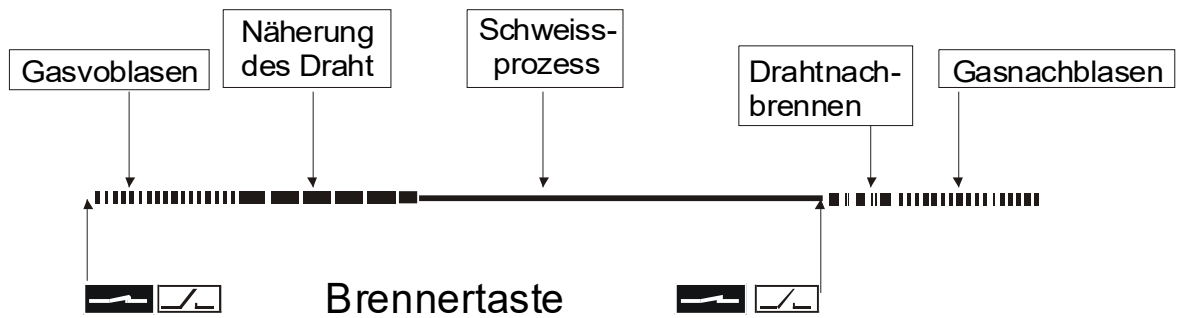 Gasvoblasen
Näherung
des Draht
Schweiss-
prozess
Drahtnach-
brennen
Gasnachblasen
Brennertaste